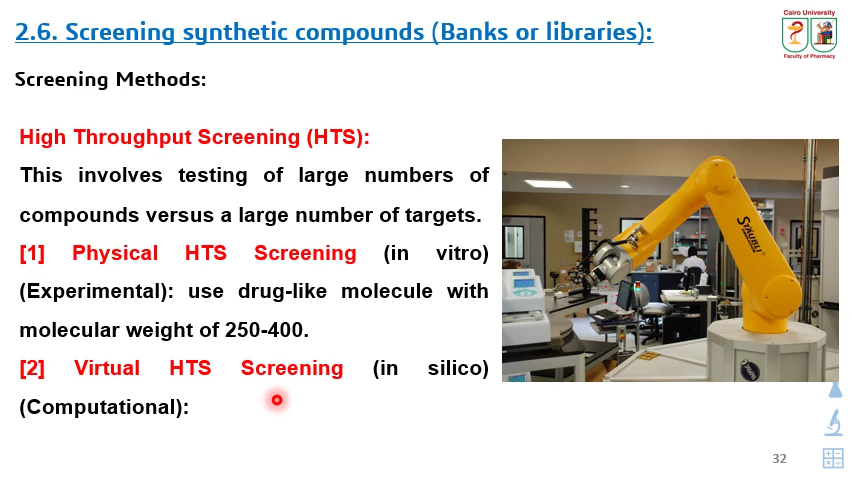 2.6. Screening synthetic compounds (Banks or libraries):
Cairo University
Faculty of Pharmacy
Screening Methods:
High Throughput Screening (HTS):
This involves testing of large numbers of
compounds versus a large number of targets.
[1] Physical HTS Screening (in vitro)
(Experimental): use drug-like molecule with
molecular weight of 250-400.
[2] Virtual HTS Screening (in silico)
(Computational):
STÄUBLI
32